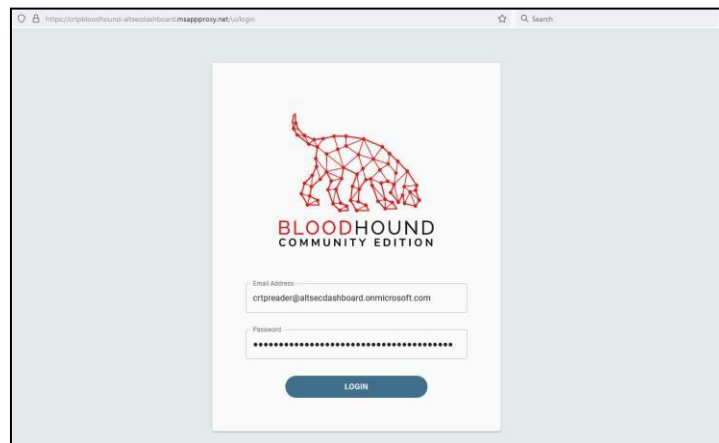 https://crtpbloodhound-altsecdashboard.msappproxy.net/ui/login
Search
BLOODHOUND
COMMUNITY EDITION
Email Address
crtpreader@altsecdashboard.onmicrosoft.com
Password
LOGIN